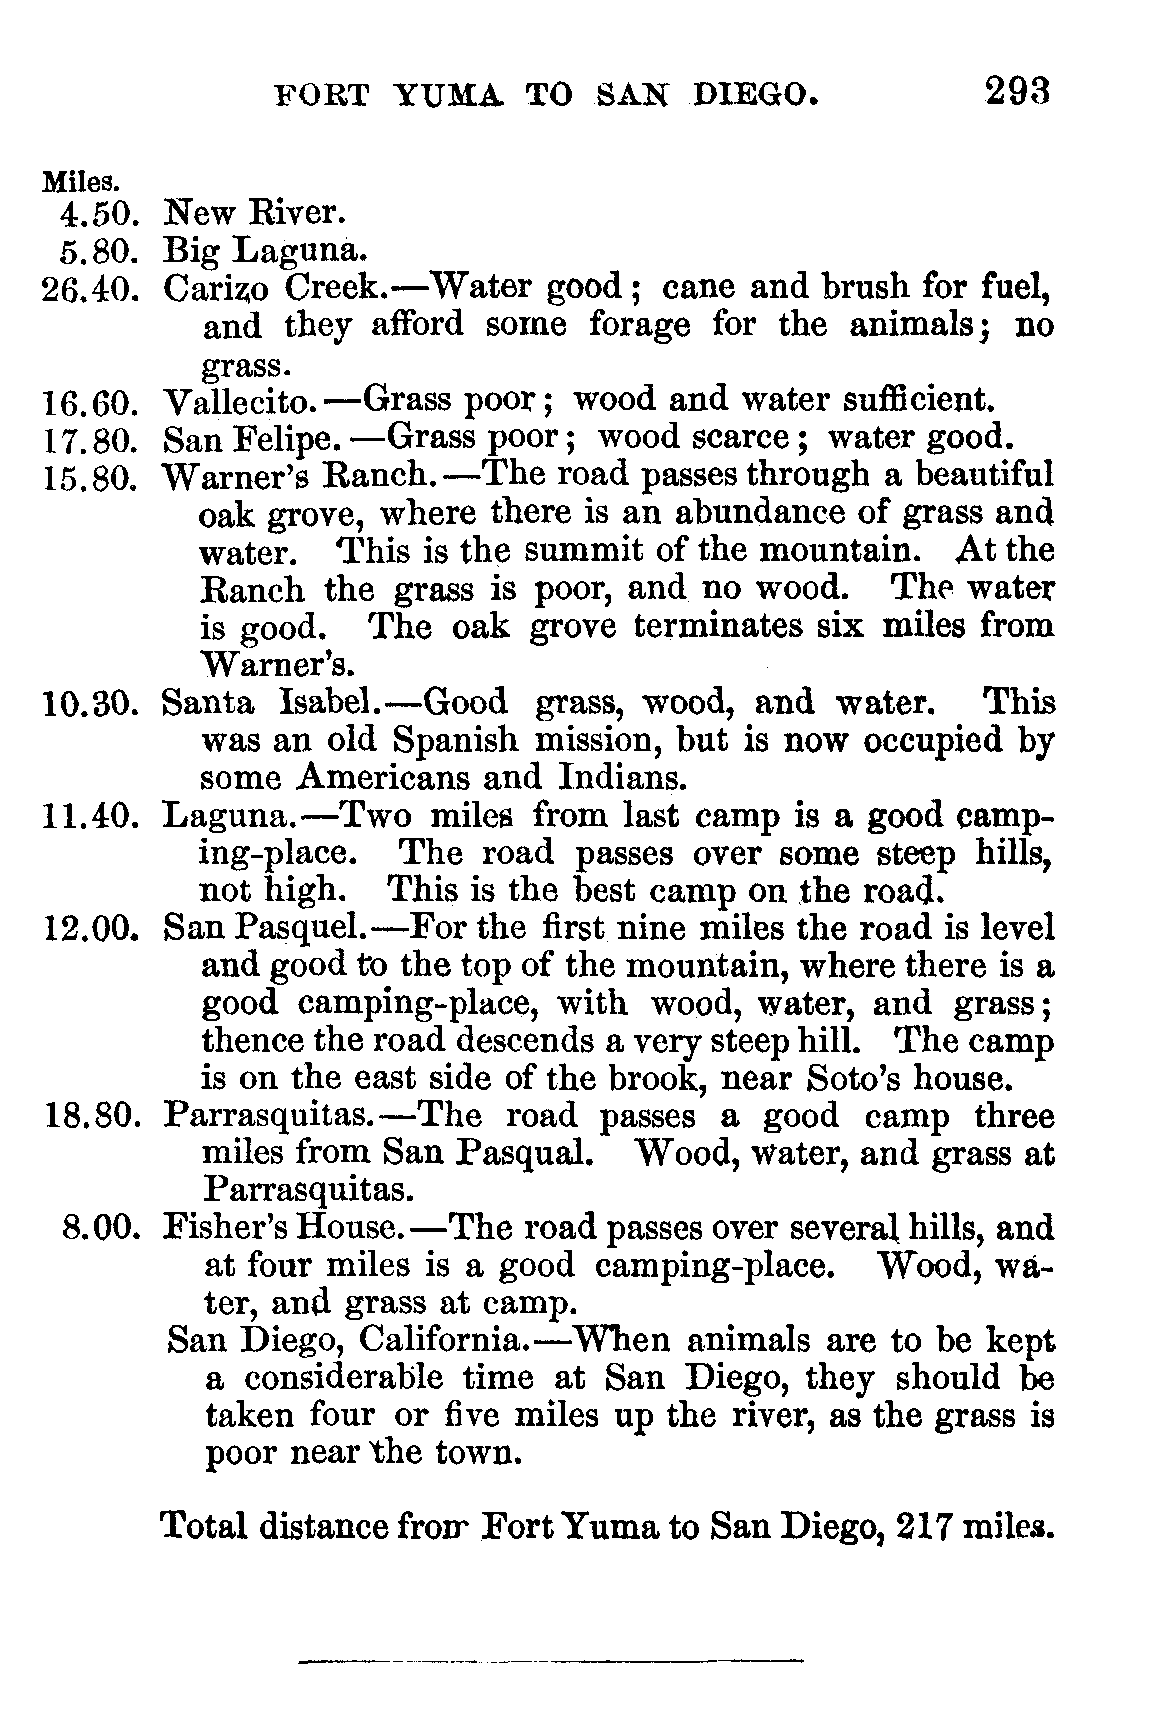 FORT YUMA TO SAN DIEGO. 293
Miles.
4.50. New River.
5.80. Big Laguna.
26.40. Carizo Creek.—Water good; cane and brush for fuel,
and they afford some forage for the animals; no
grass.
16.60. Vallecito.—Grass poor; wood and water sufficient.
17.80. San Felipe.—Grass poor; wood scarce; water good.
15.80. Warner's Ranch.—The road passes through a beautiful
oak grove, where there is an abundance of grass and
water. This is the summit of the mountain. At the
Ranch the grass is poor, and no wood. The water
is good. The oak grove terminates six miles from
Warner's.
10.30. Santa Isabel.—Good grass, wood, and water. This
was an old Spanish mission, but is now occupied by
some Americans and Indians.
11.40. Laguna.—Two miles from last camp is a good camp-
ing-place. The road passes over some steep hills,
not high. This is the best camp on the road.
12.00. San Pasquel.—For the first nine miles the road is level
and good to the top of the mountain, where there is a
good camping-place, with wood, water, and grass;
thence the road descends a very steep hill. The camp
is on the east side of the brook, near Soto's house.
18.80. Parrasquitas.—The road passes a good camp three
miles from San Pasqual. Wood, water, and grass at
Parrasquitas.
8.00. Fisher's House.—The road passes over several hills, and
at four miles is a good camping-place. Wood, wa-
ter, and grass at camp.
San Diego, California.—When animals are to be kept
a considerable time at San Diego, they should be
taken four or five miles up the river, as the grass is
poor near the town.
Total distance from Fort Yuma to San Diego, 217 miles.